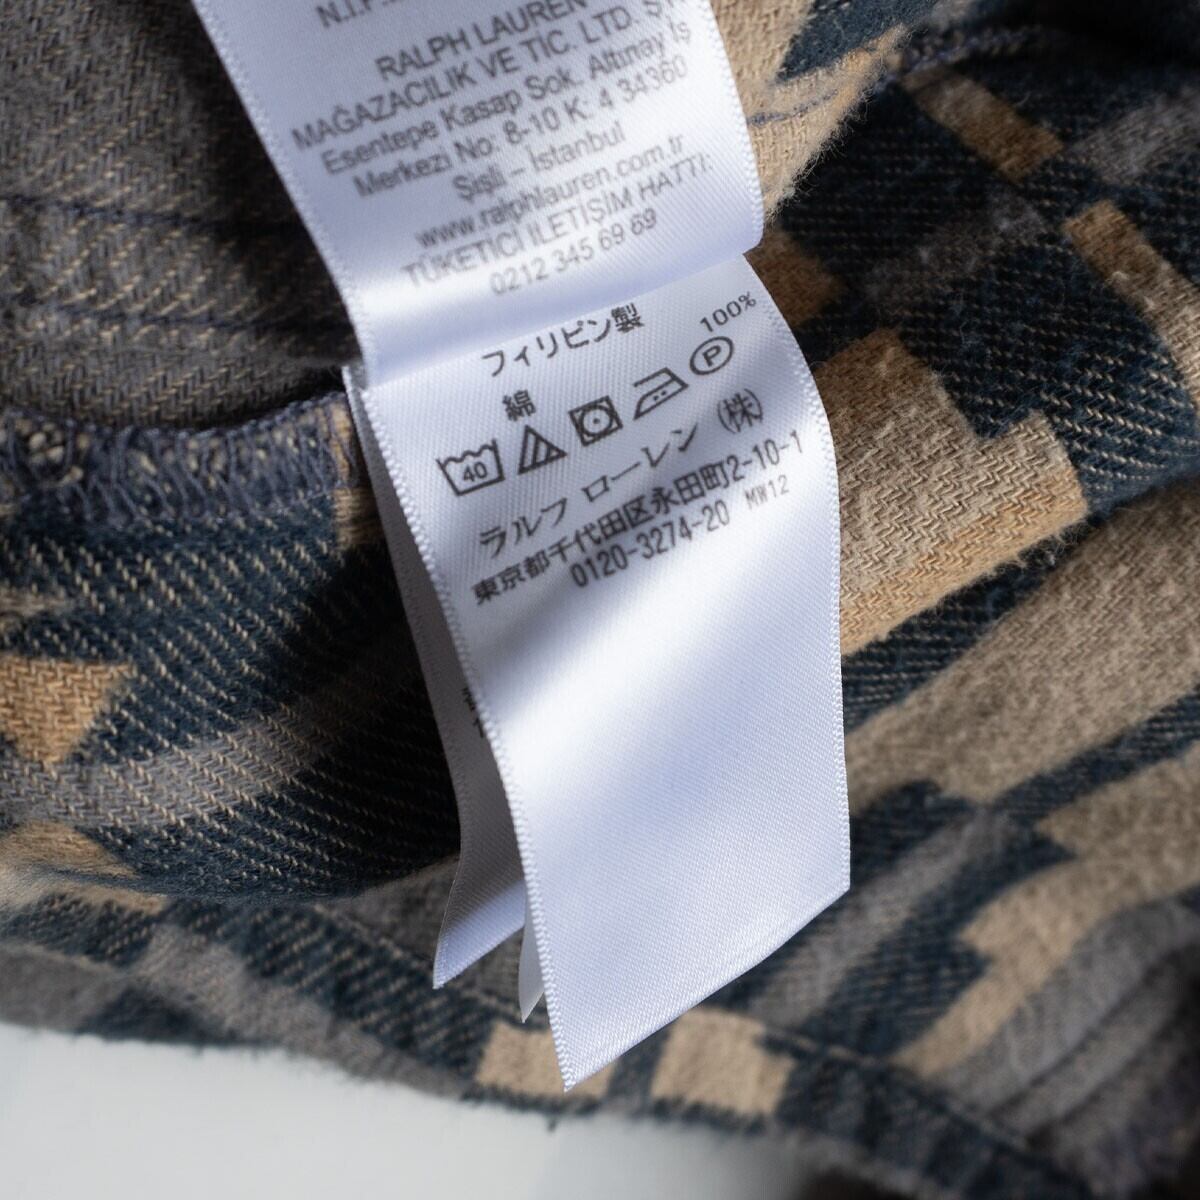 RALPH LAUREN
MAĞAZACILIK VE TIC. LTD. ŞTİ
Esentepe Kasap Sok. Altınay İş
Merkezi No: 8-10 K: 4 34360
Şişli – İstanbul
www.ralphlauren.com.tr
TÜKETİCİ İLETİŞİM HATTI:
0212 345 69 69
フィリピン製
綿 100%
40 P
ラルフ ローレン (株)
東京都千代田区永田町2-10-1
0120-3274-20 MW12